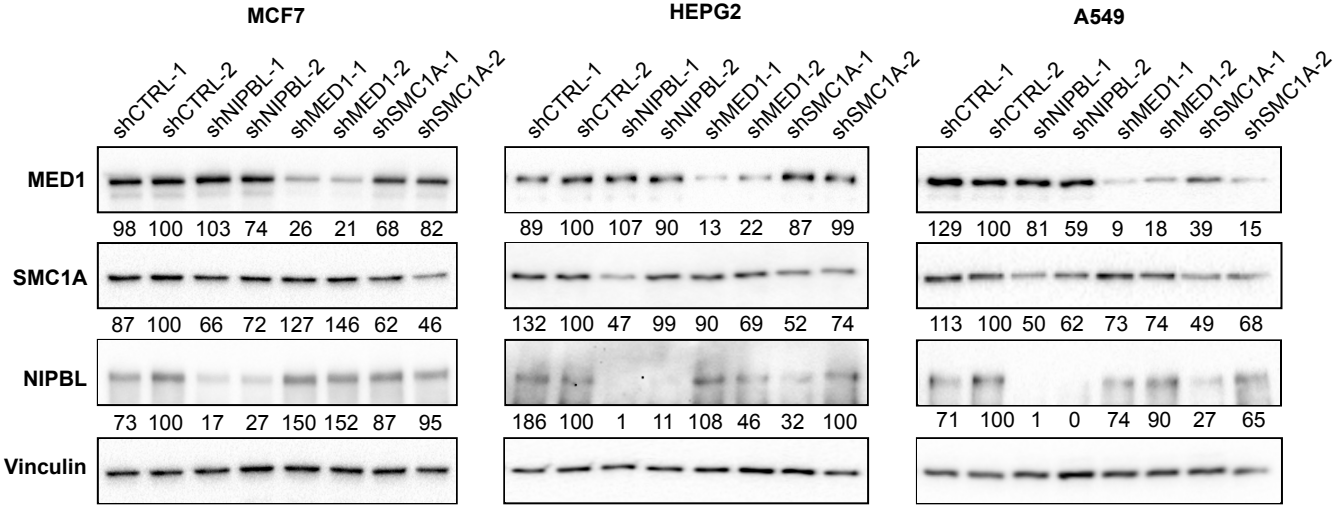 MCF7 HEPG2 A549
shCTRL-1 shCTRL-2 shNIPBL-1 shNIPBL-2 shMED1-1 shMED1-2 shSMC1A-1 shSMC1A-2 shCTRL-1 shCTRL-2 shNIPBL-1 shNIPBL-2 shMED1-1 shMED1-2 shSMC1A-1 shSMC1A-2 shCTRL-1 shCTRL-2 shNIPBL-1 shNIPBL-2 shMED1-1 shMED1-2 shSMC1A-1 shSMC1A-2
MED1
98 100 103 74 26 21 68 82 89 100 107 90 13 22 87 99 129 100 81 59 9 18 39 15
SMC1A
87 100 66 72 127 146 62 46 132 100 47 99 90 69 52 74 113 100 50 62 73 74 49 68
NIPBL
73 100 17 27 150 152 87 95 186 100 1 11 108 46 32 100 71 100 1 0 74 90 27 65
Vinculin